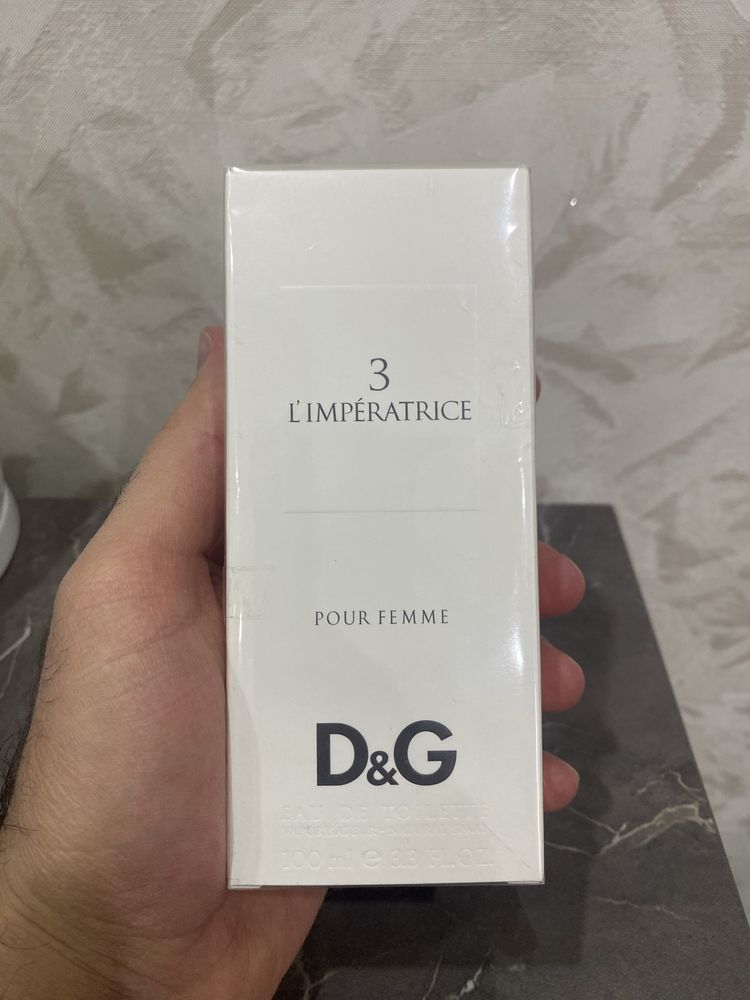 3
L'IMPÉRATRICE
POUR FEMME
D&G
EAU DE TOILETTE
VAPORISATEUR - NATURAL SPRAY
100 ml e 3.3 FL.OZ.